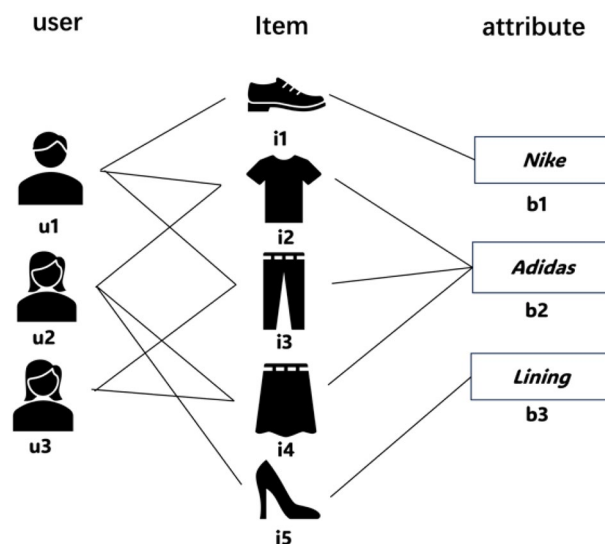 user Item attribute
i1
Nike
b1
u1
i2
Adidas
b2
u2
i3
Lining
b3
u3
i4
i5